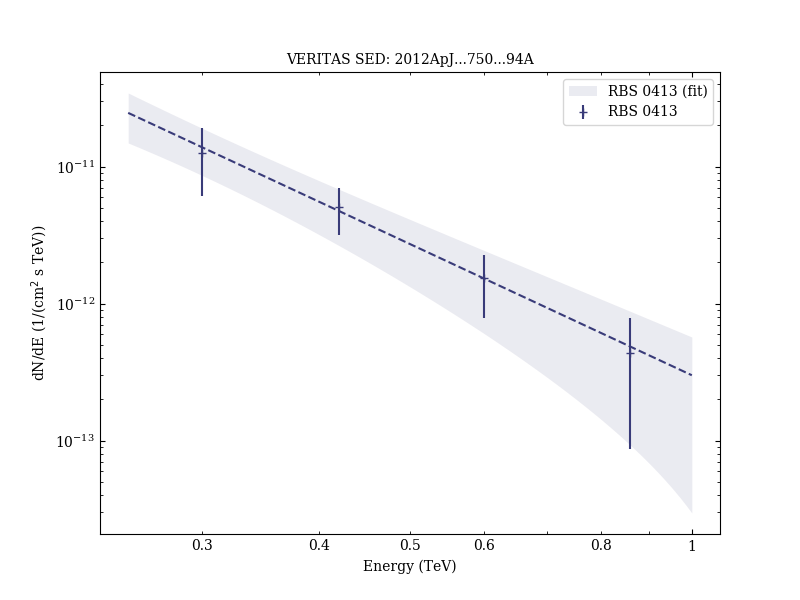 VERITAS SED: 2012ApJ...750...94A
RBS 0413 (fit)
RBS 0413
10⁻¹¹
10⁻¹²
10⁻¹³
dN/dE (1/(cm² s TeV))
0.3 0.4 0.5 0.6 0.8 1
Energy (TeV)